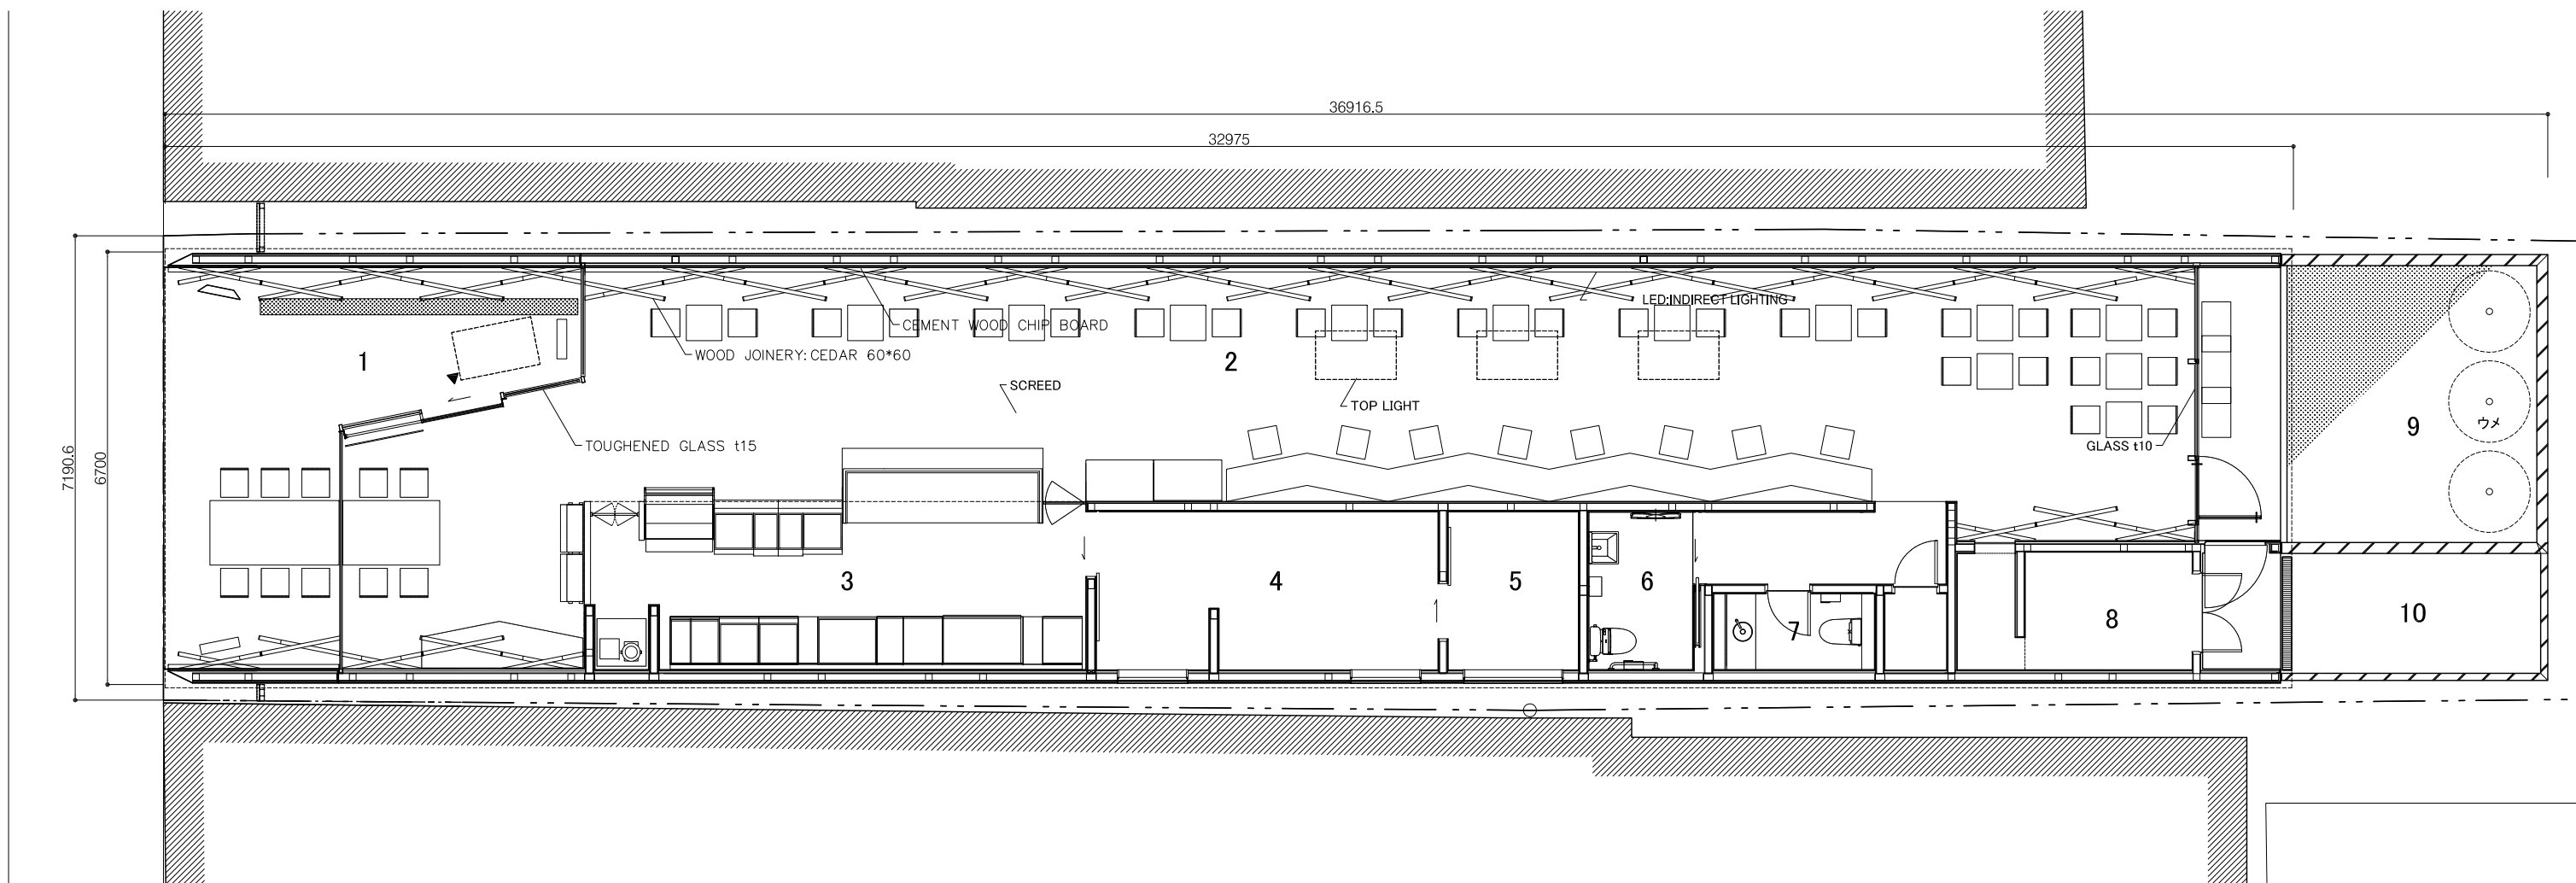 36916.5
32975
7190.6
6700
LED:INDIRECT LIGHTING
CEMENT WOOD CHIP BOARD
WOOD JOINERY:CEDAR 60*60
1
2
SCREED
TOP LIGHT
TOUGHENED GLASS t15
GLASS t10
9
ウメ
3
4
5
6
7
8
10